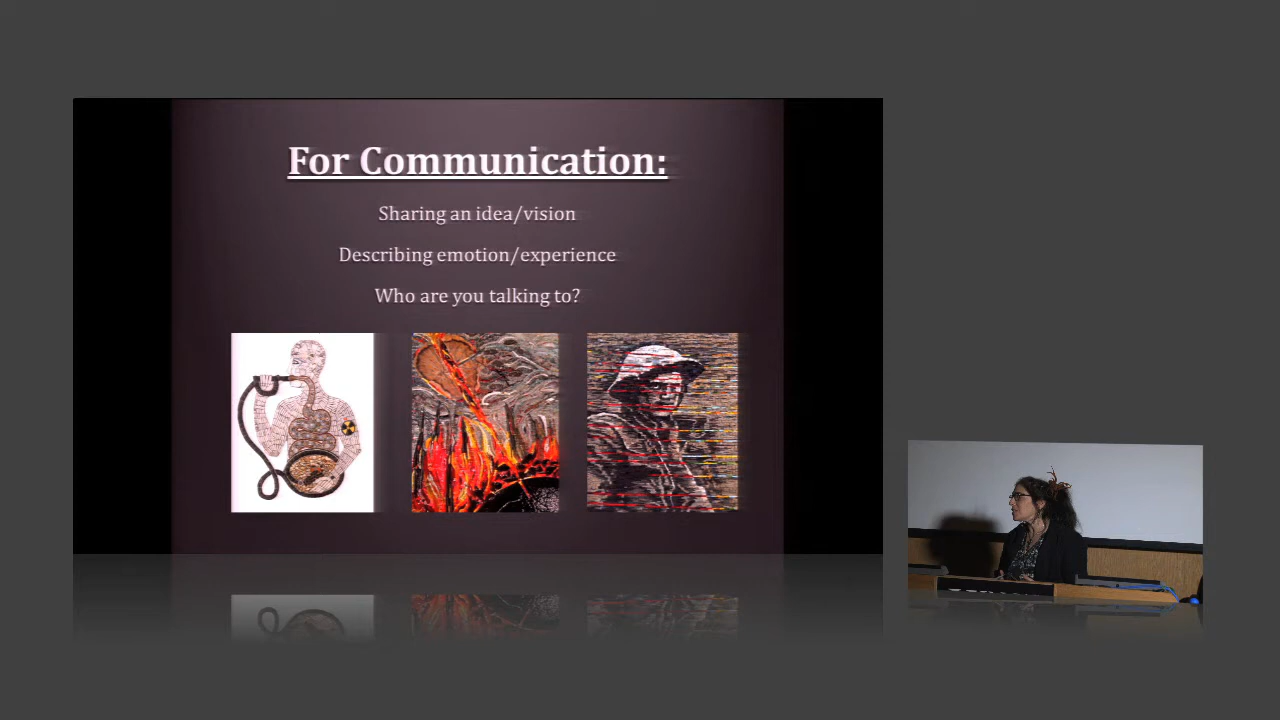 For Communication:
Sharing an idea/vision
Describing emotion/experience
Who are you talking to?